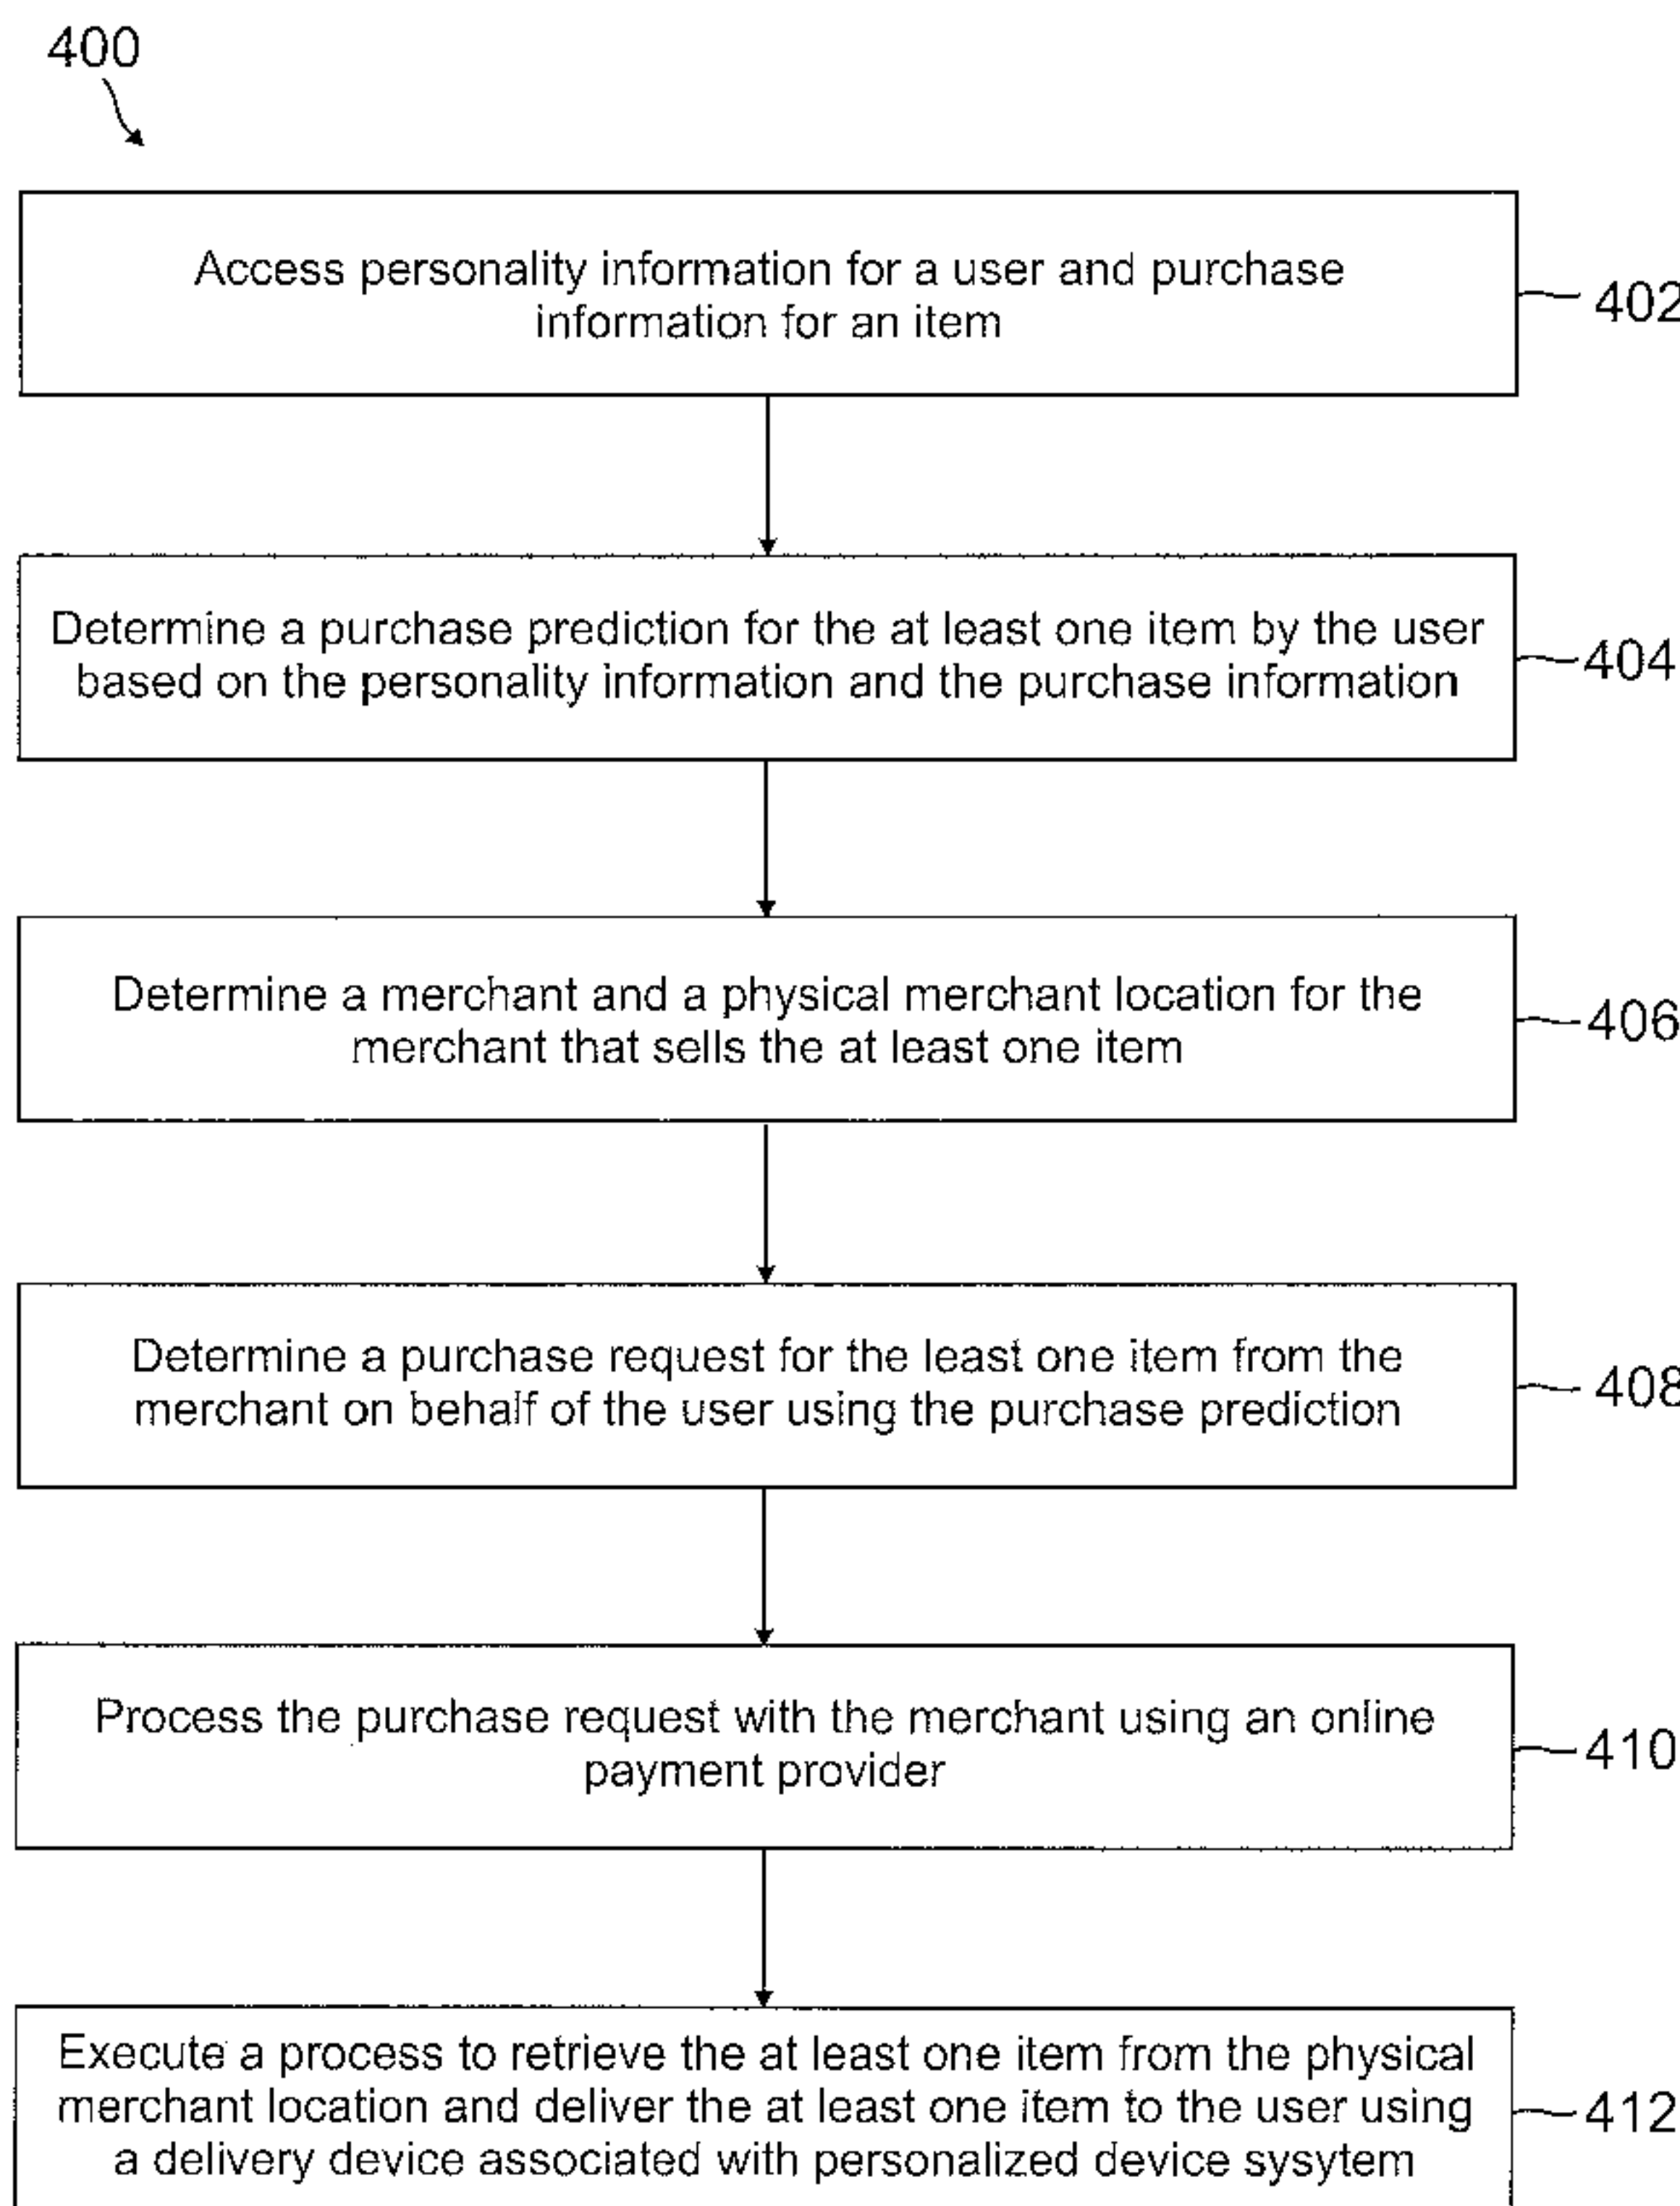 400
Access personality information for a user and purchase
information for an item
402
Determine a purchase prediction for the at least one item by the user
based on the personality information and the purchase information
404
Determine a merchant and a physical merchant location for the
merchant that sells the at least one item
406
Determine a purchase request for the least one item from the
merchant on behalf of the user using the purchase prediction
408
Process the purchase request with the merchant using an online
payment provider
410
Execute a process to retrieve the at least one item from the physical
merchant location and deliver the at least one item to the user using
a delivery device associated with personalized device sysytem
412